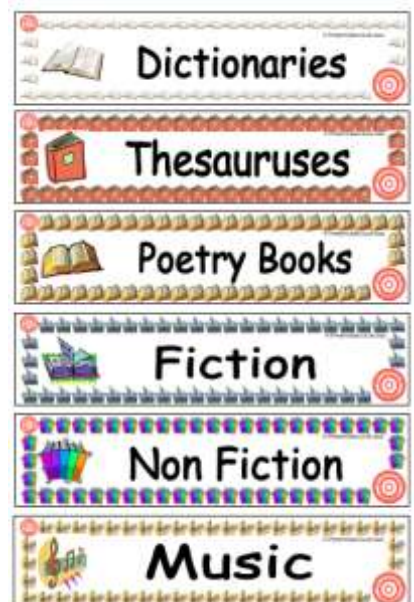 Dictionaries
Thesauruses
Poetry Books
Fiction
Non Fiction
Music